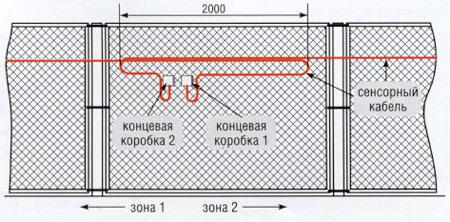 2000
сенсорный
кабель
концевая
коробка 2
концевая
коробка 1
зона 1
зона 2